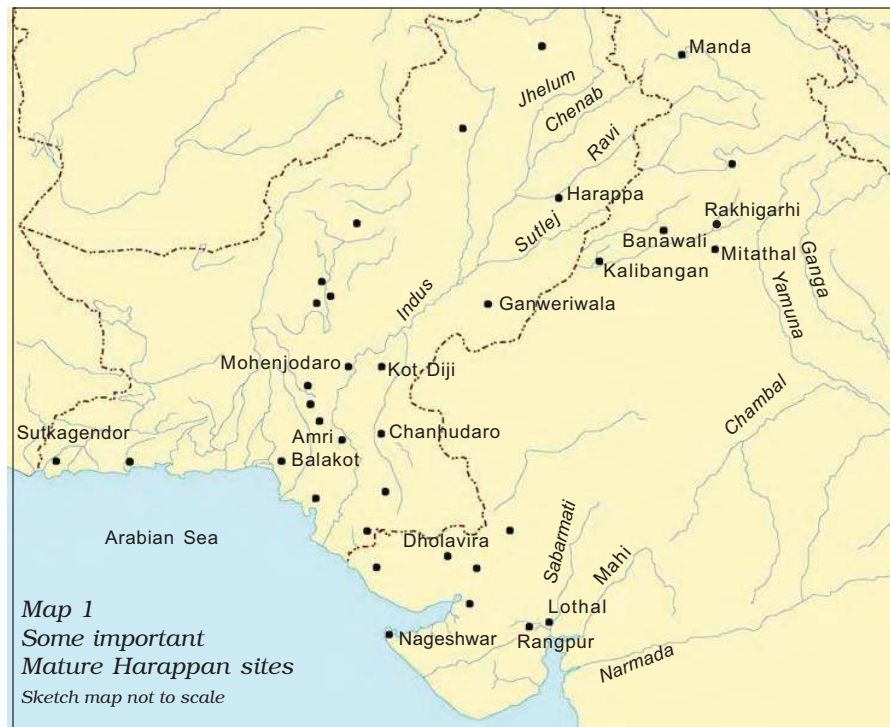 Manda
Jhelum
Chenab
Ravi
Harappa
Rakhigarhi
Sutlej
Banawali
Mitathal
Ganga
Kalibangan
Yamuna
Indus
Ganweriwala
Mohenjodaro
Kot Diji
Chambal
Sutkagendor
Amri
Chanhudaro
Balakot
Arabian Sea
Dholavira
Sabarmati
Mahi
Lothal
Nageshwar
Rangpur
Narmada
Map 1
Some important
Mature Harappan sites
Sketch map not to scale